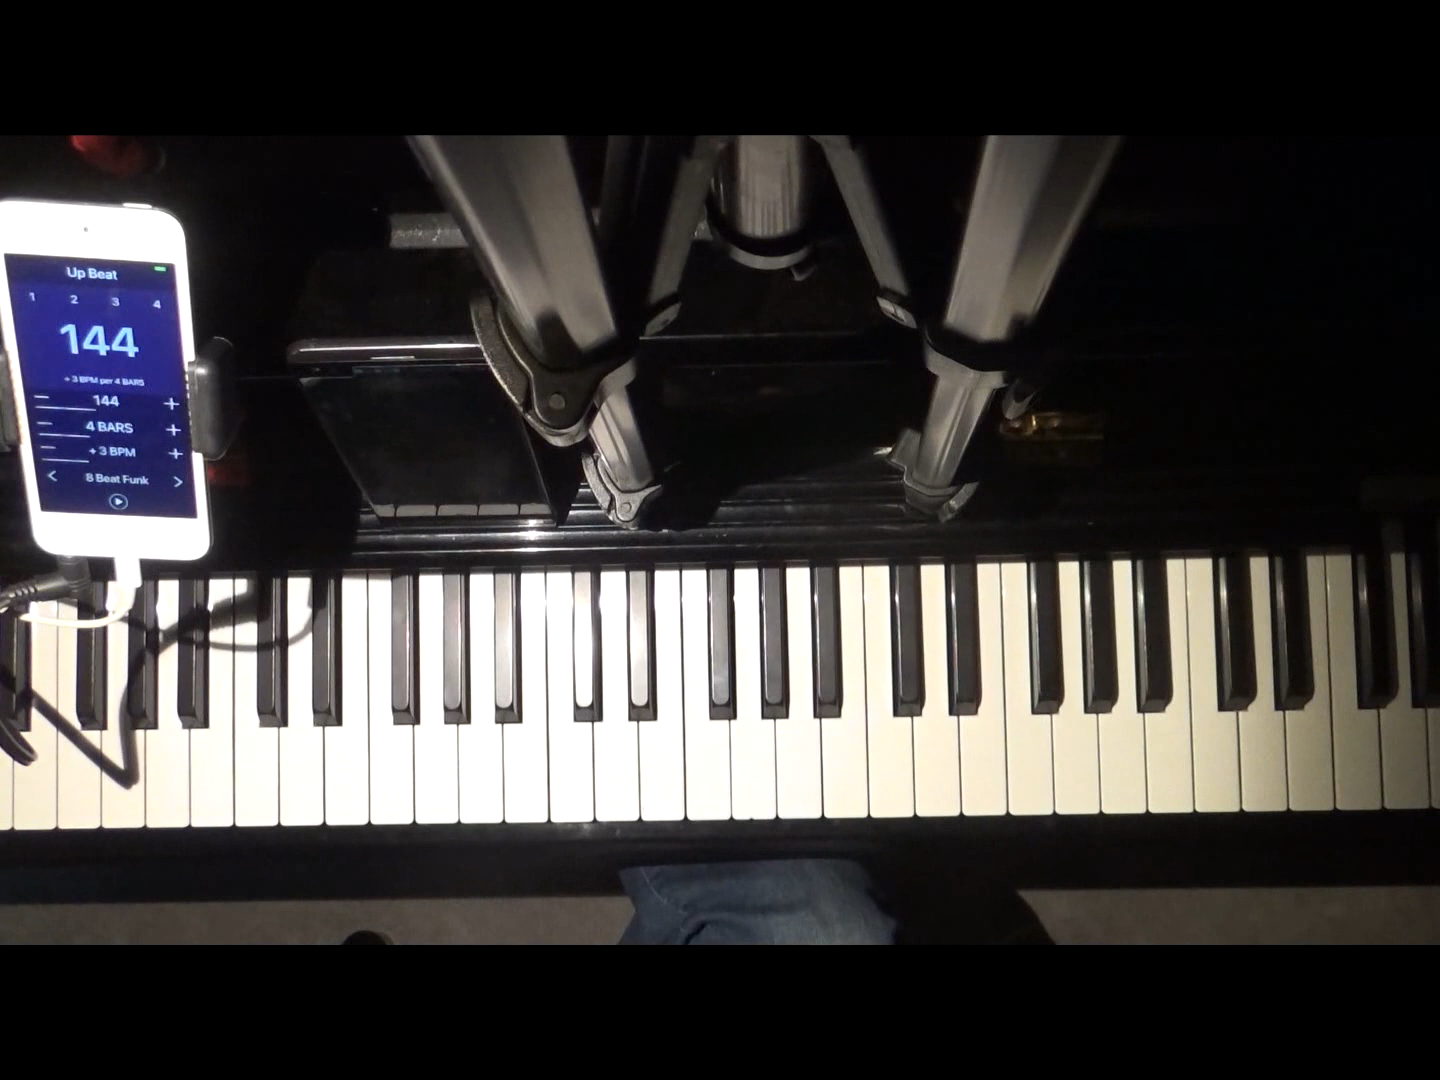 Up Beat
1 2 3 4
144
+ 3 BPM per 4 BARS
— 144 +
— 4 BARS +
— + 3 BPM +
< 8 Beat Funk >